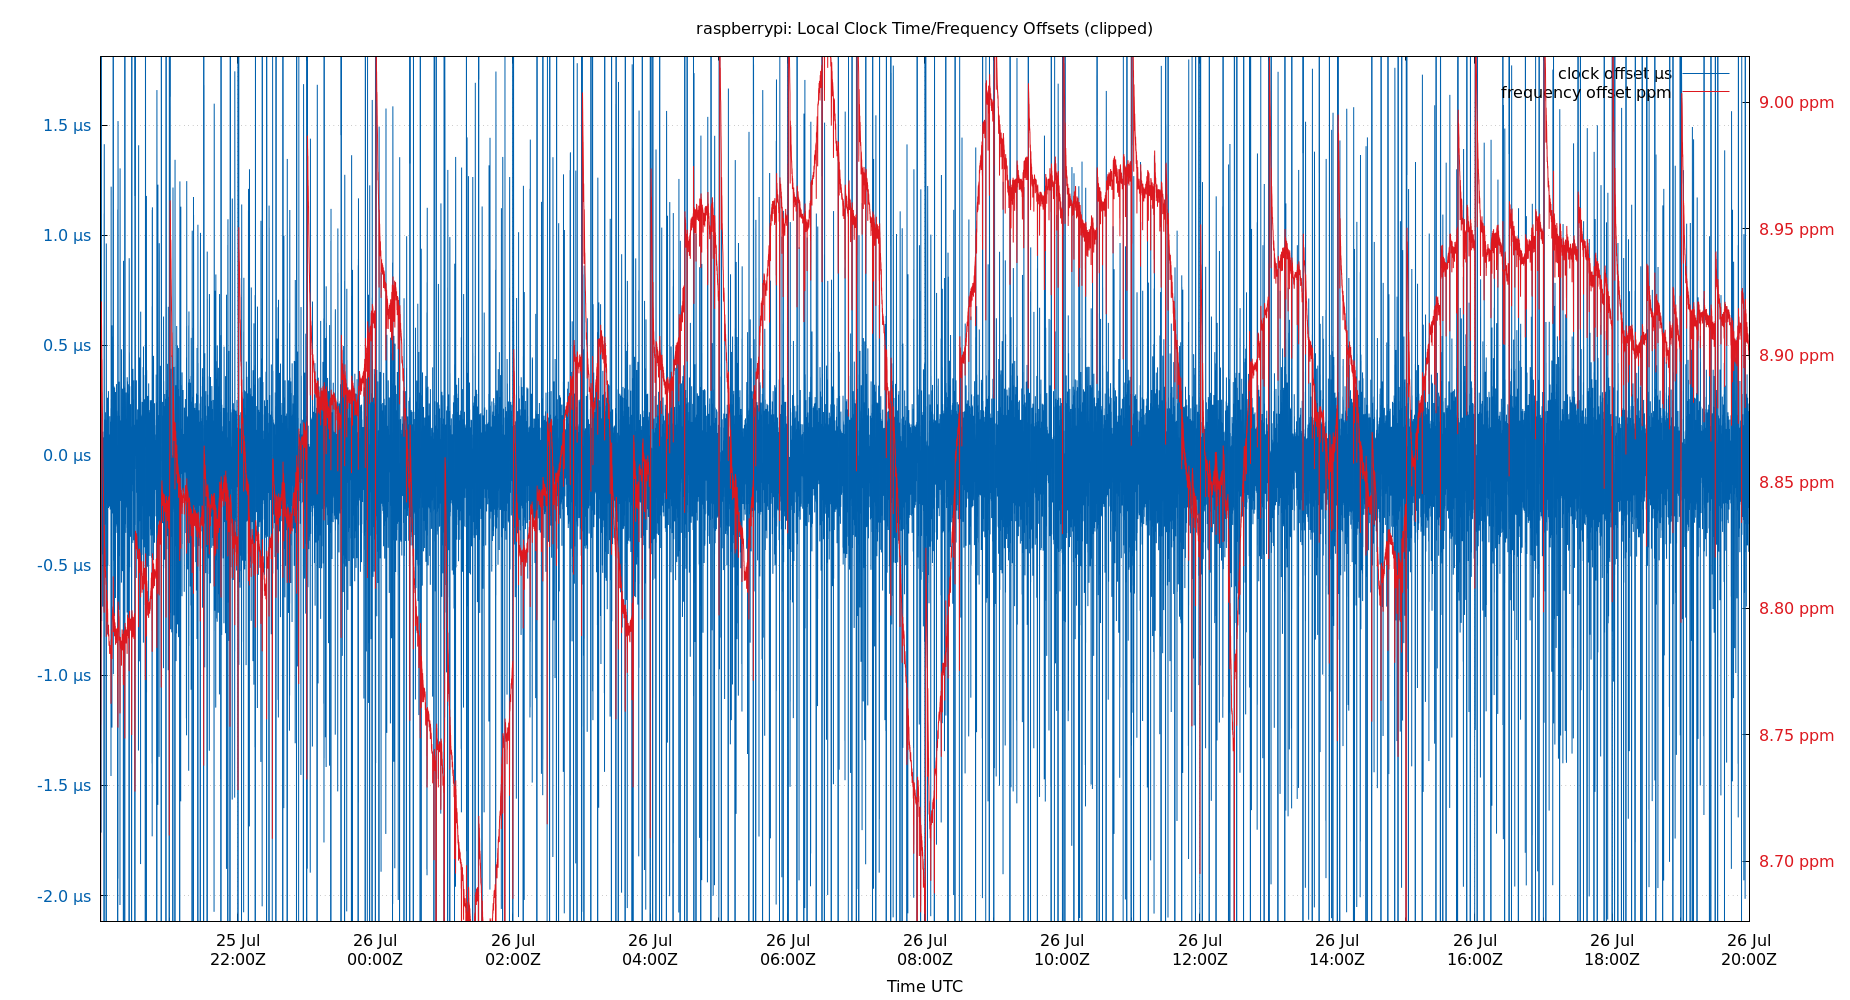 raspberrypi: Local Clock Time/Frequency Offsets (clipped)
clock offset µs
frequency offset ppm
1.5 µs
1.0 µs
0.5 µs
0.0 µs
-0.5 µs
-1.0 µs
-1.5 µs
-2.0 µs
9.00 ppm
8.95 ppm
8.90 ppm
8.85 ppm
8.80 ppm
8.75 ppm
8.70 ppm
25 Jul 26 Jul 26 Jul 26 Jul 26 Jul 26 Jul 26 Jul 26 Jul 26 Jul 26 Jul 26 Jul 26 Jul
22:00Z 00:00Z 02:00Z 04:00Z 06:00Z 08:00Z 10:00Z 12:00Z 14:00Z 16:00Z 18:00Z 20:00Z
Time UTC